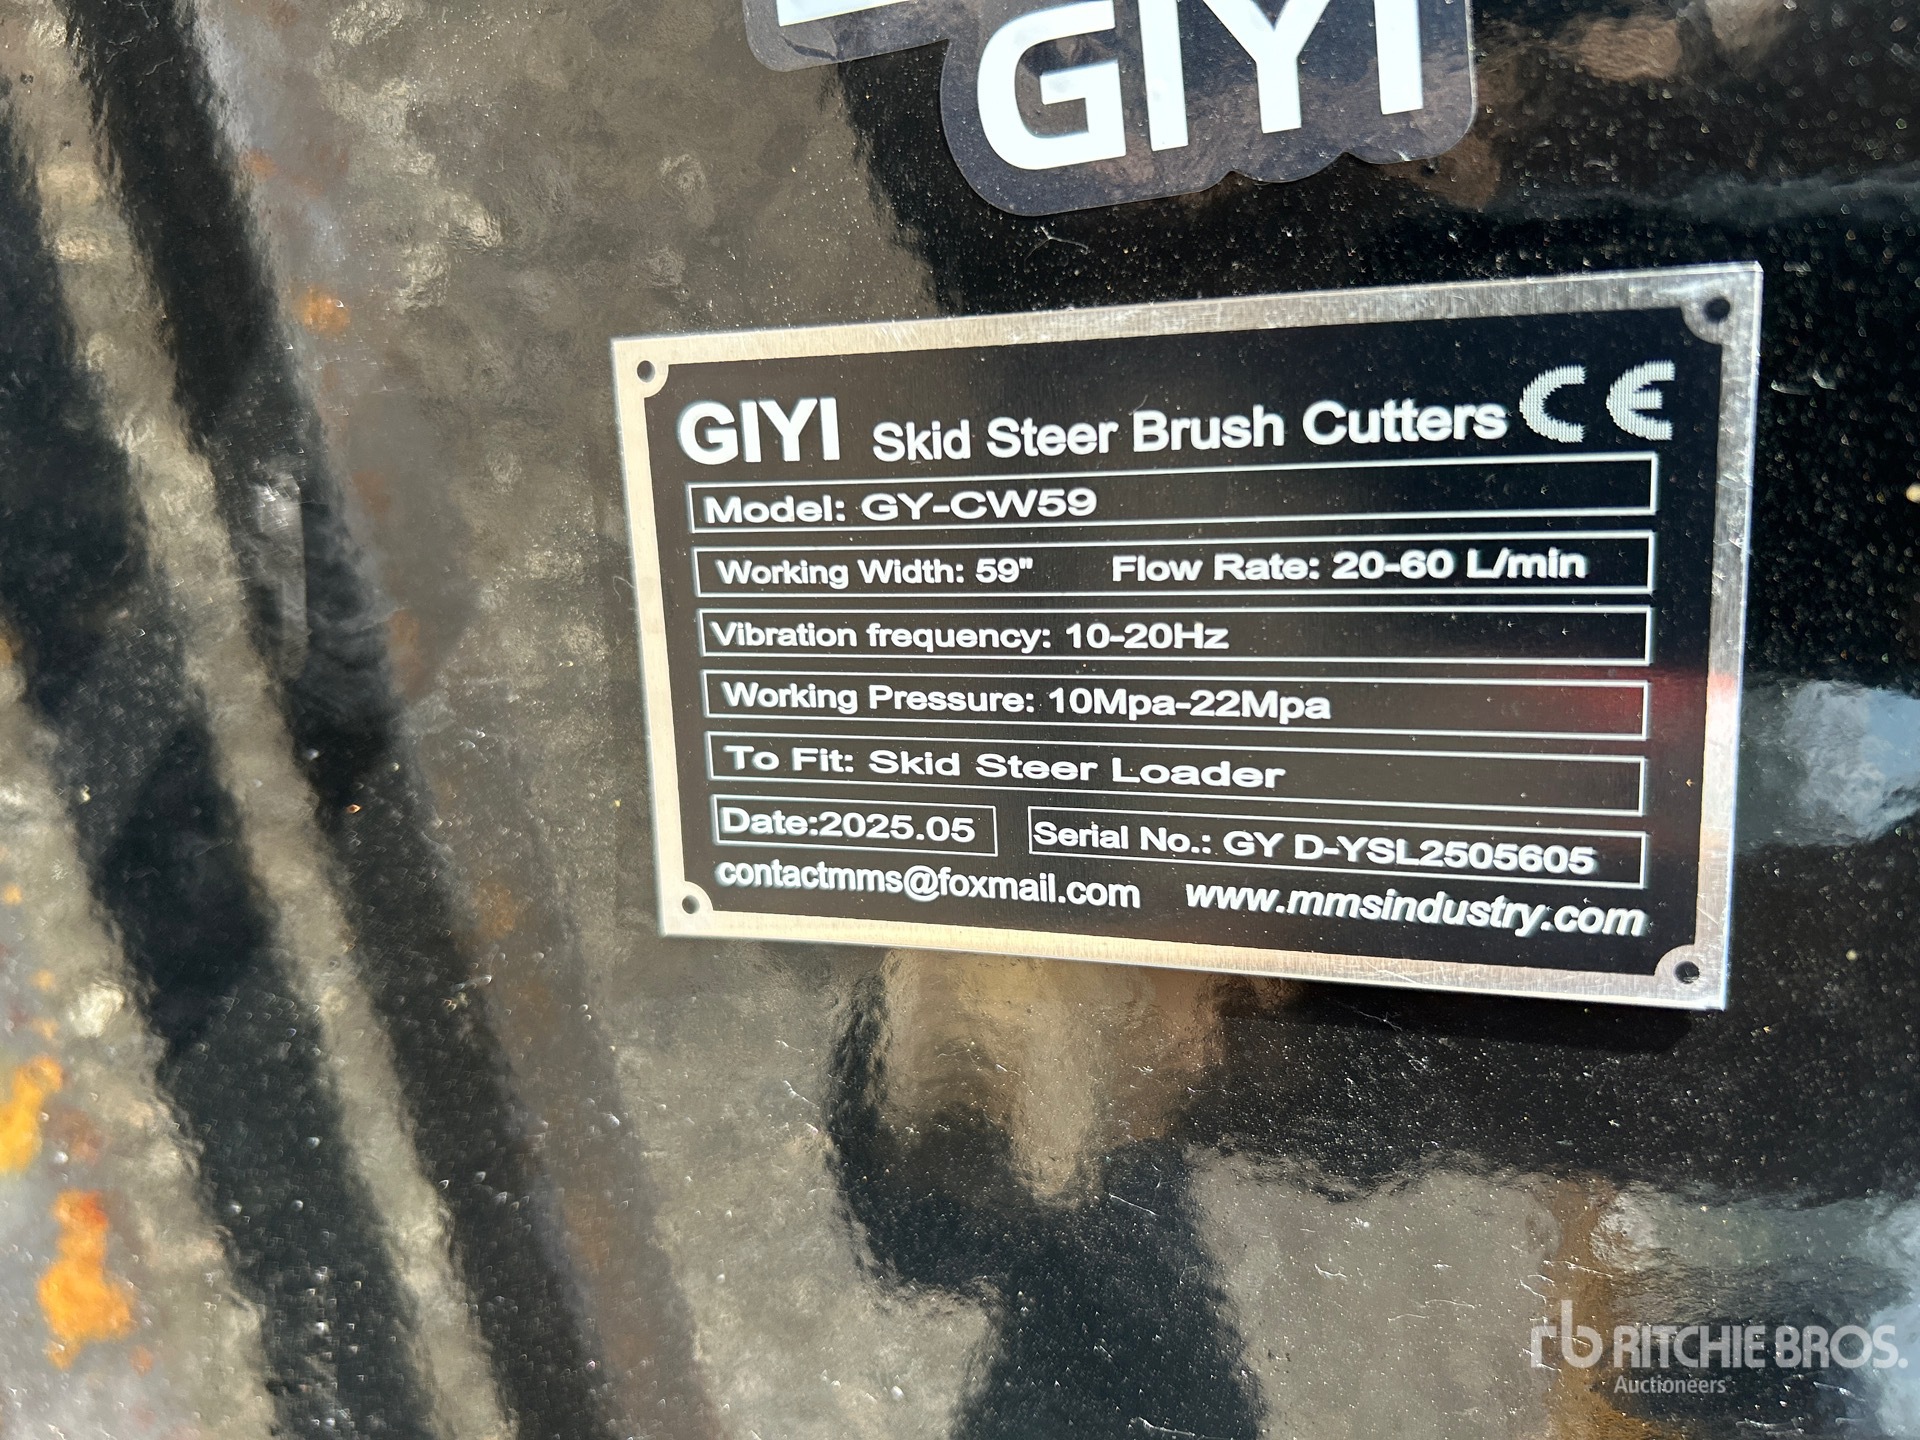 GIYI
GIYI Skid Steer Brush Cutters CE
Model: GY-CW59
Working Width: 59" Flow Rate: 20-60 L/min
Vibration frequency: 10-20Hz
Working Pressure: 10Mpa-22Mpa
To Fit: Skid Steer Loader
Date:2025.05 Serial No.: GY D-YSL2505605
contactmms@foxmail.com www.mmsindustry.com
rb RITCHIE BROS.
Auctioneers